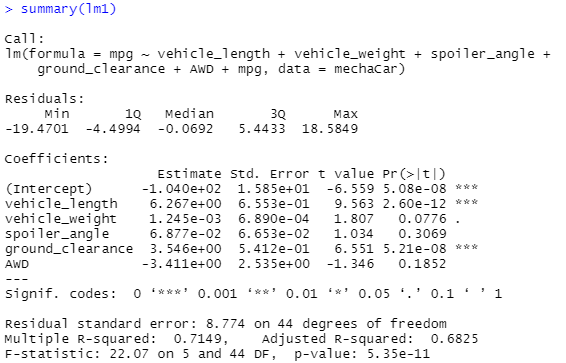 > summary(lm1)
Call:
lm(formula = mpg ~ vehicle_length + vehicle_weight + spoiler_angle +
    ground_clearance + AWD + mpg, data = mechaCar)
Residuals:
     Min       1Q   Median       3Q      Max
-19.4701  -4.4994  -0.0692   5.4433  18.5849
Coefficients:
                   Estimate Std. Error t value Pr(>|t|)
(Intercept)      -1.040e+02  1.585e+01  -6.559 5.08e-08 ***
vehicle_length    6.267e+00  6.553e-01   9.563 2.60e-12 ***
vehicle_weight    1.245e-03  6.890e-04   1.807   0.0776 .
spoiler_angle     6.877e-02  6.653e-02   1.034   0.3069
ground_clearance  3.546e+00  5.412e-01   6.551 5.21e-08 ***
AWD              -3.411e+00  2.535e+00  -1.346   0.1852
---
Signif. codes:  0 ‘***’ 0.001 ‘**’ 0.01 ‘*’ 0.05 ‘.’ 0.1 ‘ ’ 1
Residual standard error: 8.774 on 44 degrees of freedom
Multiple R-squared:  0.7149,    Adjusted R-squared:  0.6825
F-statistic: 22.07 on 5 and 44 DF,  p-value: 5.35e-11